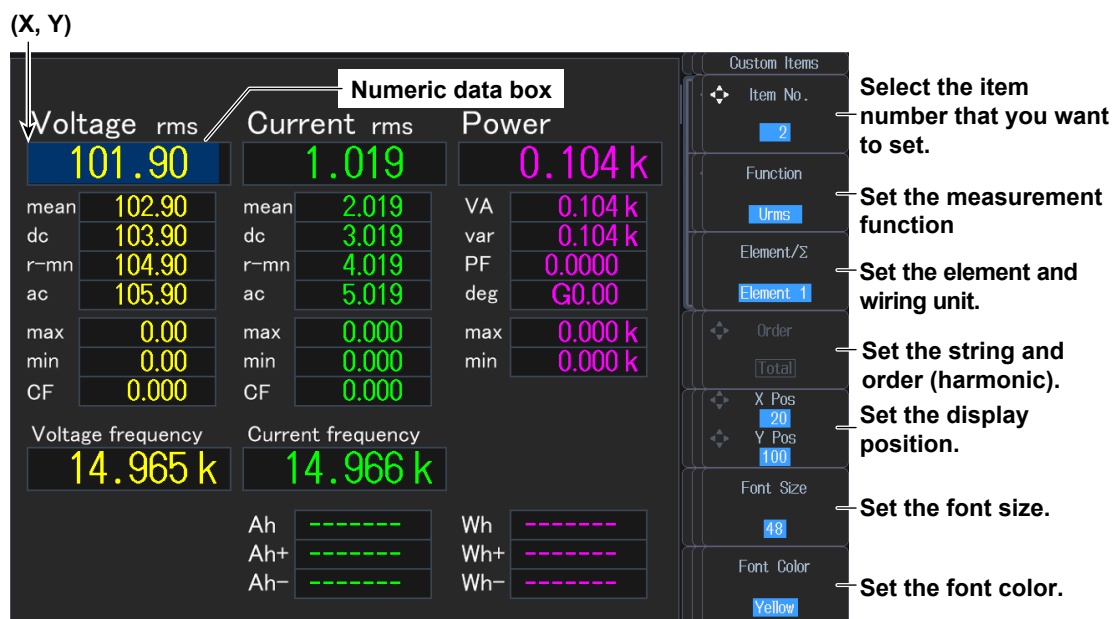 (X, Y)
Numeric data box
Voltage rms
101.90
mean 102.90
dc 103.90
r-mn 104.90
ac 105.90
max 0.00
min 0.00
CF 0.000
Voltage frequency
14.965 k
Current rms
1.019
mean 2.019
dc 3.019
r-mn 4.019
ac 5.019
max 0.000
min 0.000
CF 0.000
Current frequency
14.966 k
Ah -------
Ah+ -------
Ah- -------
Power
0.104 k
VA 0.104 k
var 0.104 k
PF 0.0000
deg G0.00
max 0.000 k
min 0.000 k
Wh -------
Wh+ -------
Wh- -------
Custom Items
Item No.
2
Function
Urms
Element/Σ
Element 1
Order
Total
X Pos
20
Y Pos
100
Font Size
48
Font Color
Yellow
Select the item
number that you want
to set.
Set the measurement
function
Set the element and
wiring unit.
Set the string and
order (harmonic).
Set the display
position.
Set the font size.
Set the font color.